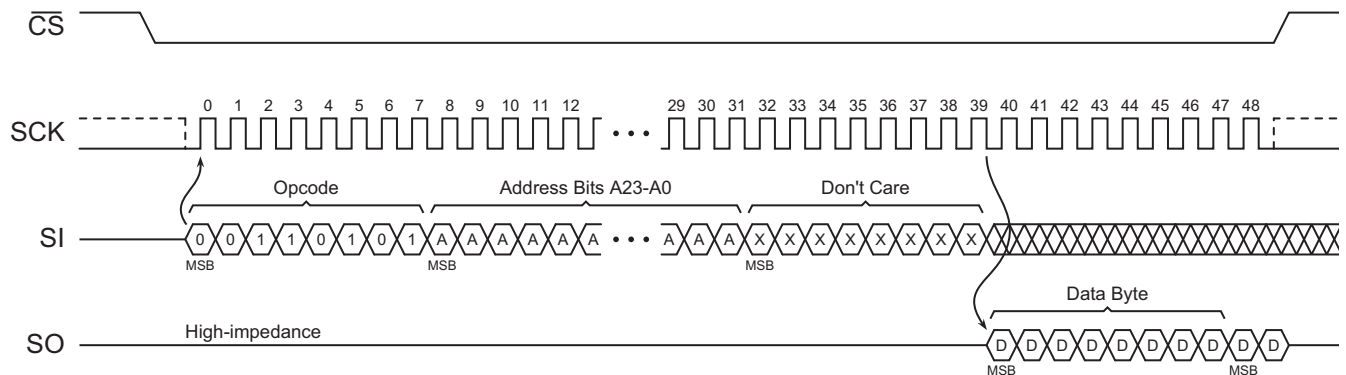 CS
0 1 2 3 4 5 6 7 8 9 10 11 12 29 30 31 32 33 34 35 36 37 38 39 40 41 42 43 44 45 46 47 48
SCK
Opcode Address Bits A23-A0 Don't Care
SI 0 0 1 1 0 1 0 1 A A A A A A A A A X X X X X X X X
MSB MSB MSB
Data Byte
High-impedance
SO D D D D D D D D D D
MSB MSB